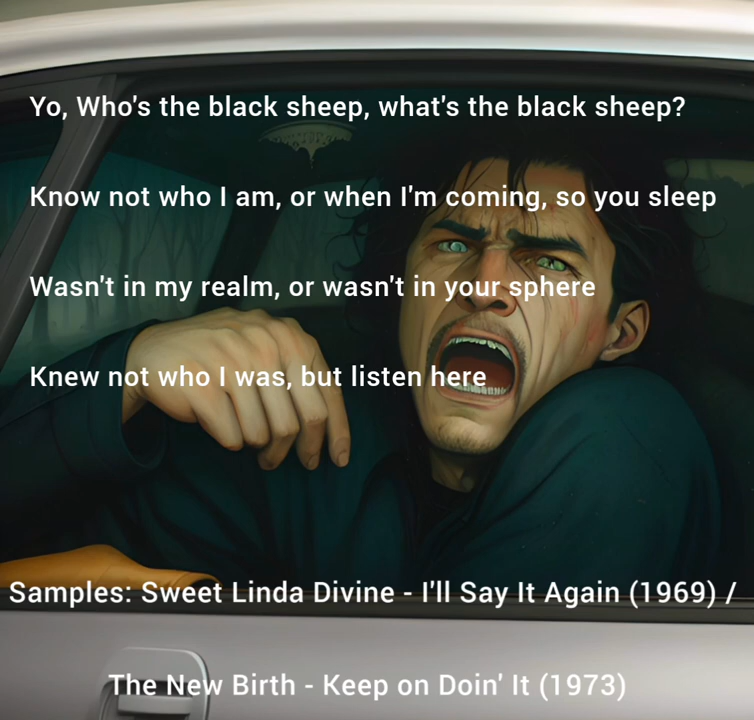 Yo, Who's the black sheep, what's the black sheep?
Know not who I am, or when I'm coming, so you sleep
Wasn't in my realm, or wasn't in your sphere
Knew not who I was, but listen here
Samples: Sweet Linda Divine - I'll Say It Again (1969) /
The New Birth - Keep on Doin' It (1973)